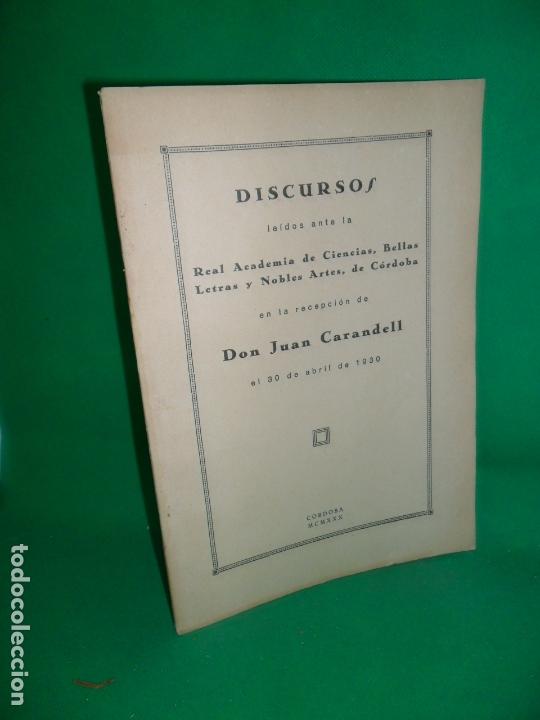 DISCURSOS
leídos ante la
Real Academia de Ciencias, Bellas
Letras y Nobles Artes, de Córdoba
en la recepción de
Don Juan Carandell
el 30 de abril de 1930
CORDOBA
MCMXXX
todocoleccion